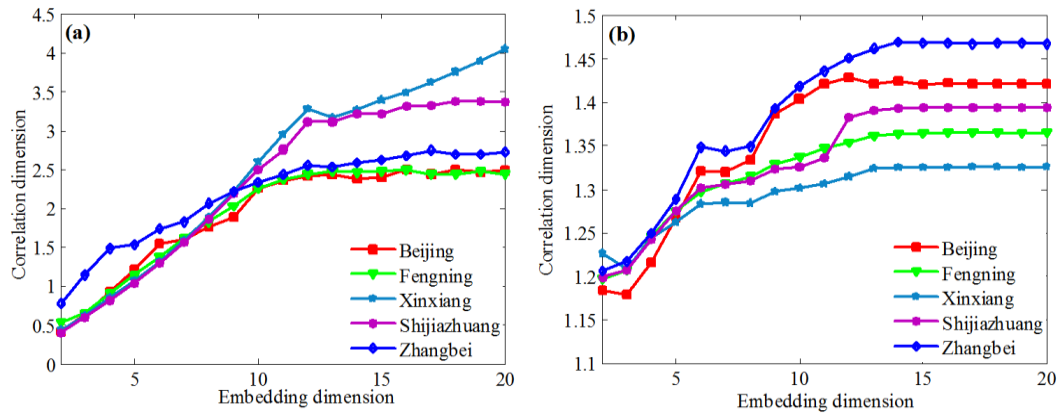 (a)
4.5
4
3.5
3
2.5
2
1.5
1
0.5
0
Correlation dimension
5
10
15
20
Embedding dimension
Beijing
Fengning
Xinxiang
Shijiazhuang
Zhangbei
(b)
1.5
1.45
1.4
1.35
1.3
1.25
1.2
1.15
1.1
Correlation dimension
5
10
15
20
Embedding dimension
Beijing
Fengning
Xinxiang
Shijiazhuang
Zhangbei